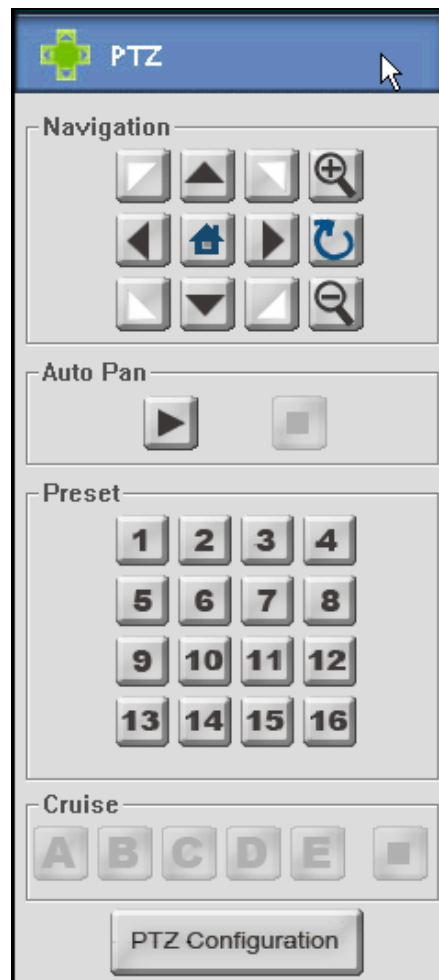 PTZ
Navigation
Auto Pan
Preset
1 2 3 4
5 6 7 8
9 10 11 12
13 14 15 16
Cruise
A B C D E
PTZ Configuration